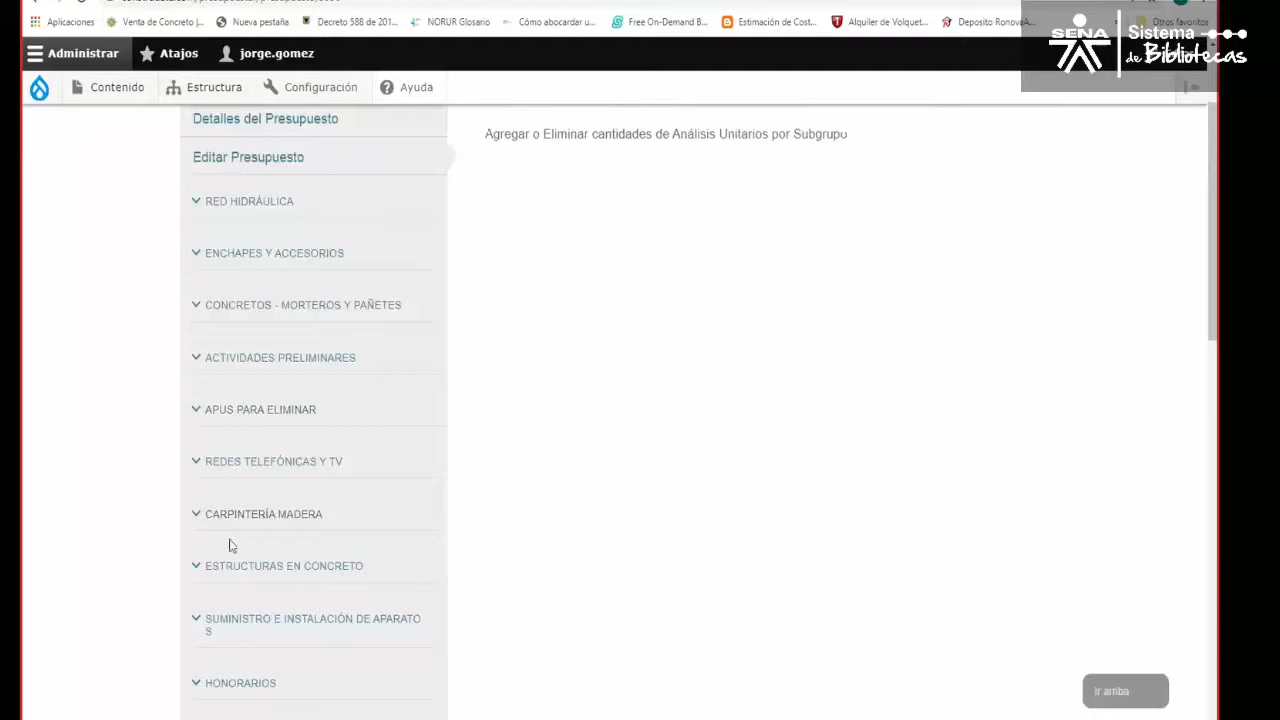 Aplicaciones
Venta de Concreto |...
Nueva pestaña
Decreto 588 de 201...
NORUR Glosario
Cómo abocardar u...
Free On-Demand B...
Estimación de Cost...
Alquiler de Volquet...
Deposito RonovaA...
Otros favoritos
SENA
Sistema
de Bibliotecas
Administrar
Atajos
jorge.gomez
Contenido
Estructura
Configuración
Ayuda
Detalles del Presupuesto
Agregar o Eliminar cantidades de Análisis Unitarios por Subgrupo
Editar Presupuesto
RED HIDRÁULICA
ENCHAPES Y ACCESORIOS
CONCRETOS - MORTEROS Y PAÑETES
ACTIVIDADES PRELIMINARES
APUS PARA ELIMINAR
REDES TELEFÓNICAS Y TV
CARPINTERÍA MADERA
ESTRUCTURAS EN CONCRETO
SUMINISTRO E INSTALACIÓN DE APARATO
S
HONORARIOS
Ir arriba